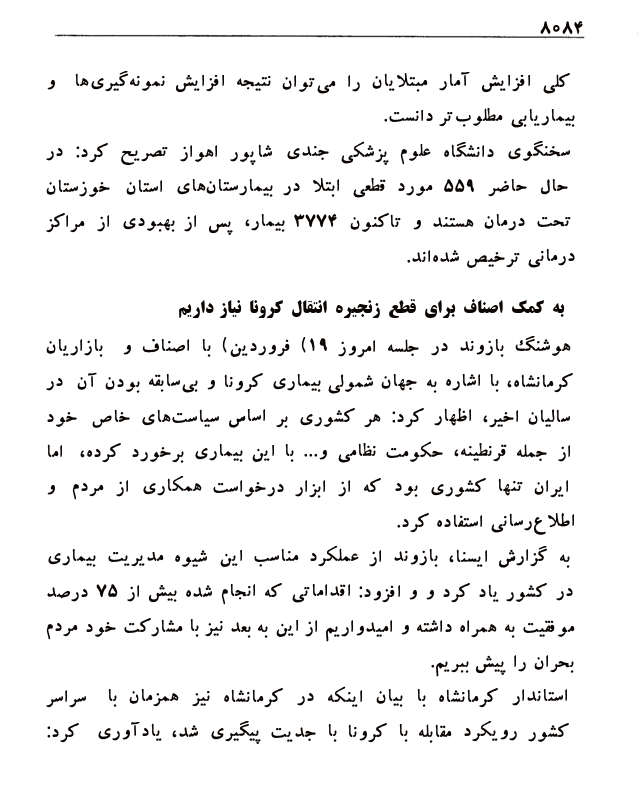 ۸۰۸۴
کلی افزایش آمار مبتلایان را می‌توان نتیجه افزایش نمونه‌گیری‌ها و
بیماریابی مطلوب‌تر دانست.
سخنگوی دانشگاه علوم پزشکی جندی شاپور اهواز تصریح کرد: در
حال حاضر ۵۵۹ مورد قطعی ابتلا در بیمارستان‌های استان خوزستان
تحت درمان هستند و تاکنون ۳۷۷۴ بیمار، پس از بهبودی از مراکز
درمانی ترخیص شده‌اند.
به کمک اصناف برای قطع زنجیره انتقال کرونا نیاز داریم
هوشنگ بازوند در جلسه امروز ۱۹) فروردین) با اصناف و بازاریان
کرمانشاه، با اشاره به جهان شمولی بیماری کرونا و بی‌سابقه بودن آن در
سالیان اخیر، اظهار کرد: هر کشوری بر اساس سیاست‌های خاص خود
از جمله قرنطینه، حکومت نظامی و... با این بیماری برخورد کرده، اما
ایران تنها کشوری بود که از ابزار درخواست همکاری از مردم و
اطلاع‌رسانی استفاده کرد.
به گزارش ایسنا، بازوند از عملکرد مناسب این شیوه مدیریت بیماری
در کشور یاد کرد و و افزود: اقداماتی که انجام شده بیش از ۷۵ درصد
موفقیت به همراه داشته و امیدواریم از این به بعد نیز با مشارکت خود مردم
بحران را پیش ببریم.
استاندار کرمانشاه با بیان اینکه در کرمانشاه نیز همزمان با سراسر
کشور رویکرد مقابله با کرونا با جدیت پیگیری شد، یادآوری کرد: